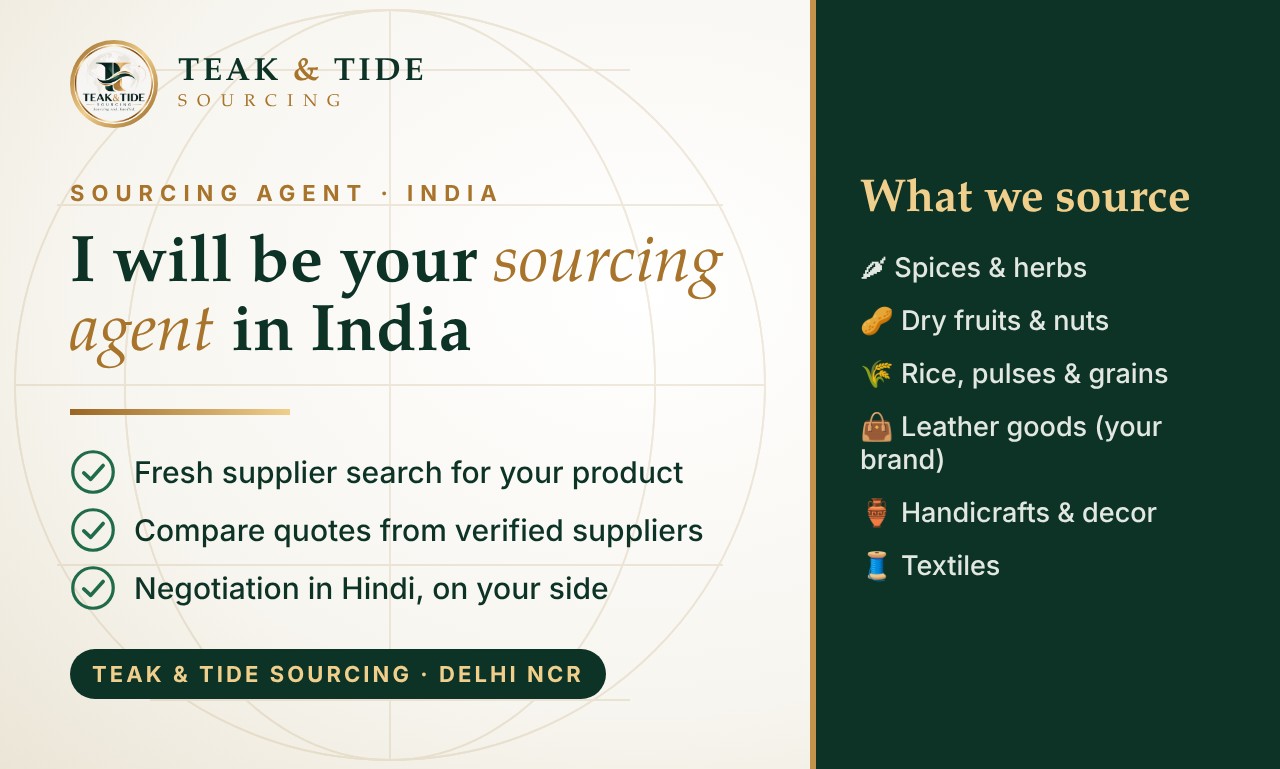 TEAK & TIDE
SOURCING
TEAK&TIDE
SOURCING
SOURCING AGENT · INDIA
I will be your sourcing
agent in India
Fresh supplier search for your product
Compare quotes from verified suppliers
Negotiation in Hindi, on your side
TEAK & TIDE SOURCING · DELHI NCR
What we source
Spices & herbs
Dry fruits & nuts
Rice, pulses & grains
Leather goods (your
brand)
Handicrafts & decor
Textiles